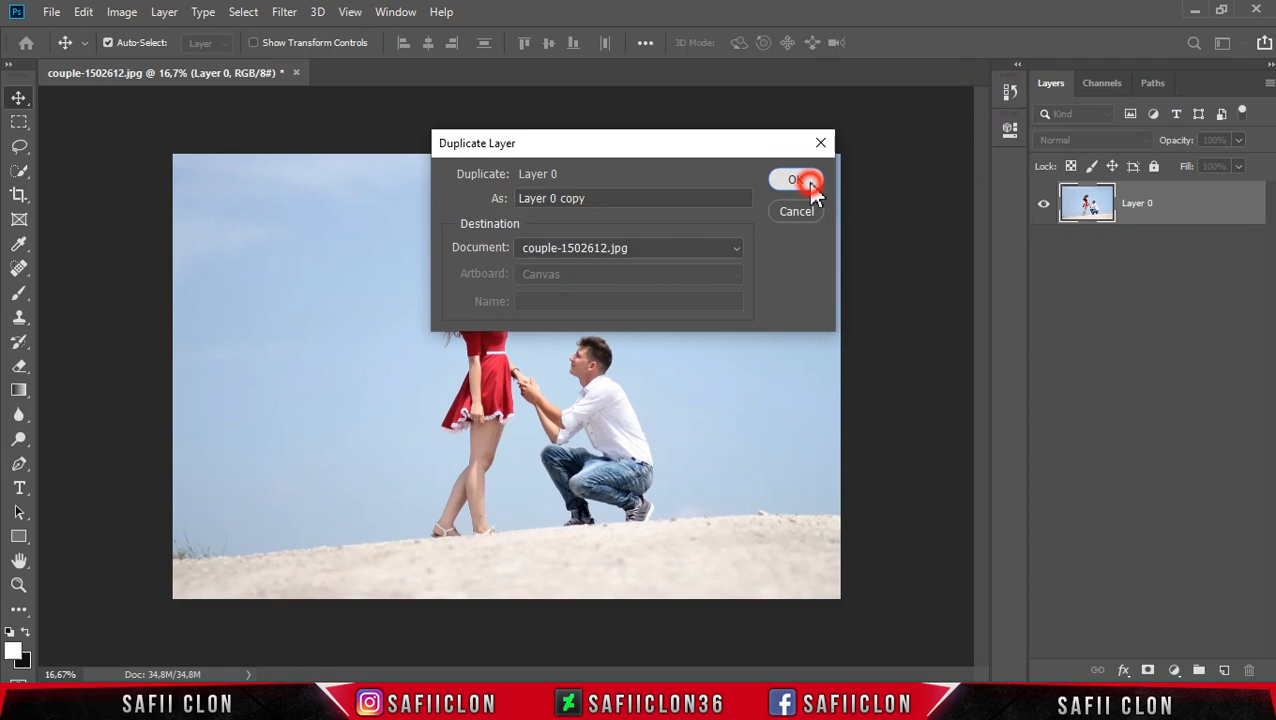 Ps File Edit Image Layer Type Select Filter 3D View Window Help
Auto-Select: Layer Show Transform Controls 3D Mode:
couple-1502612.jpg @ 16,7% (Layer 0, RGB/8#) *
Duplicate Layer
Duplicate: Layer 0
As: Layer 0 copy
Cancel
Destination
Document: couple-1502612.jpg
Artboard: Canvas
Name:
Layers Channels Paths
Kind
Normal Opacity: 100%
Lock: Fill: 100%
Layer 0
16,67% Doc: 34,8M/34,8M
SAFII CLON SAFIICLON SAFIICLON36 SAFIICLON SAFII CLON